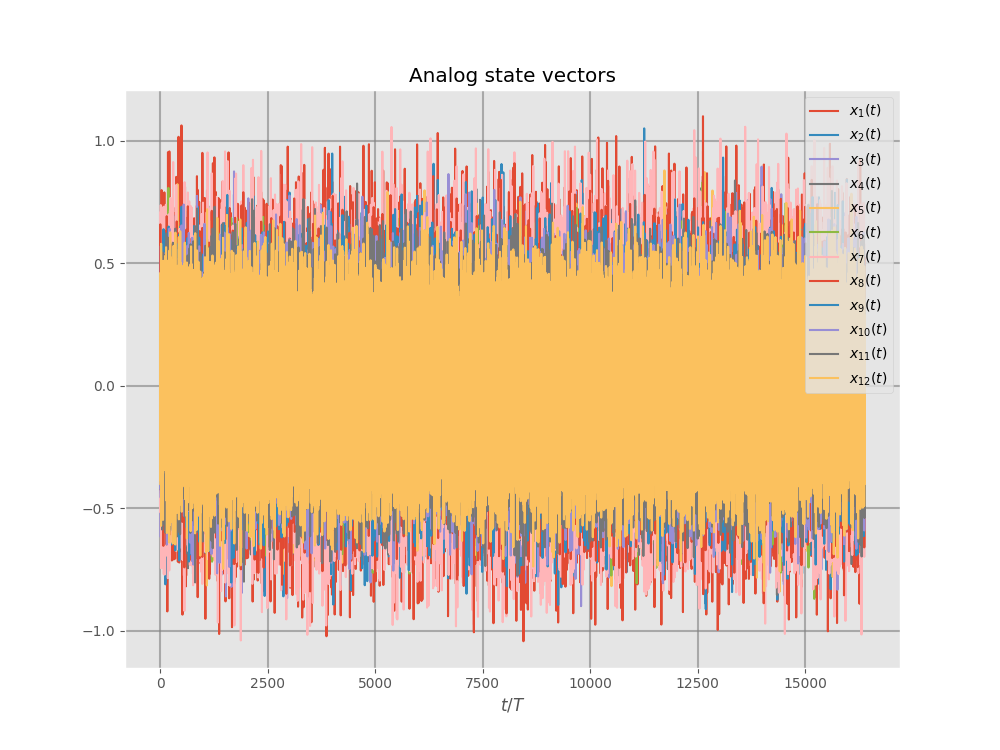 Analog state vectors
1.0
0.5
0.0
−0.5
−1.0
0 2500 5000 7500 10000 12500 15000
t/T
x₁(t)
x₂(t)
x₃(t)
x₄(t)
x₅(t)
x₆(t)
x₇(t)
x₈(t)
x₉(t)
x₁₀(t)
x₁₁(t)
x₁₂(t)